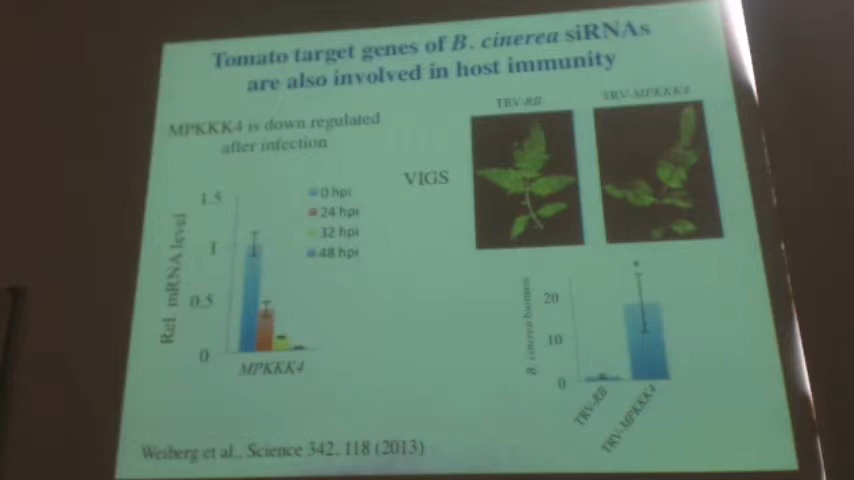 Tomato target genes of B. cinerea siRNAs
are also involved in host immunity
MPKKK4 is down regulated
after infection
Rel. mRNA level
1.5
1
0.5
0
0 hpi
24 hpi
32 hpi
48 hpi
MPKKK4
VIGS
TRV-RB
TRV-MPKKK4
B. cinerea biomass
20
10
0
*
TRV-RB
TRV-MPKKK4
Weiberg et al., Science 342, 118 (2013)